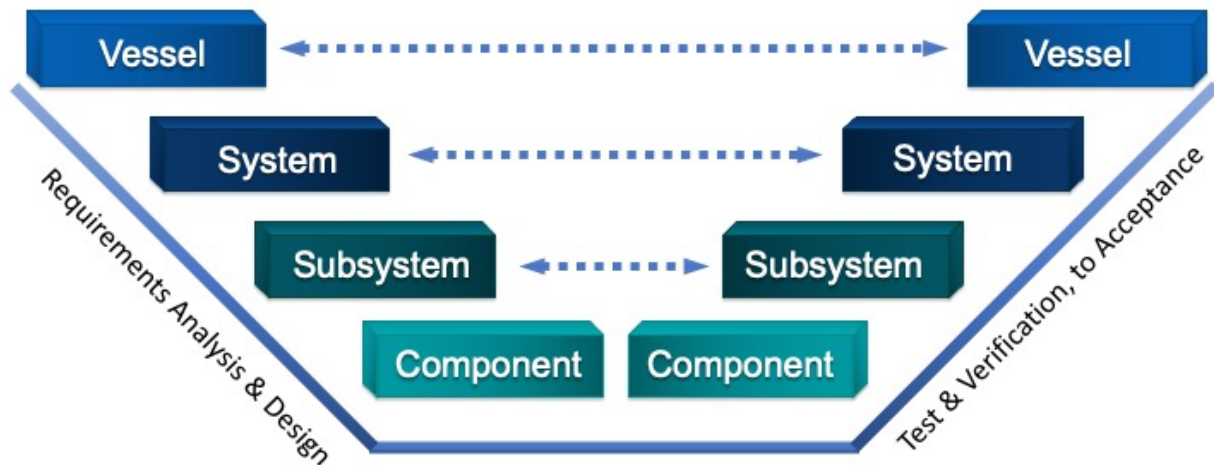 Vessel
Vessel
System
System
Subsystem
Subsystem
Component
Component
Requirements Analysis & Design
Test & Verification, to Acceptance